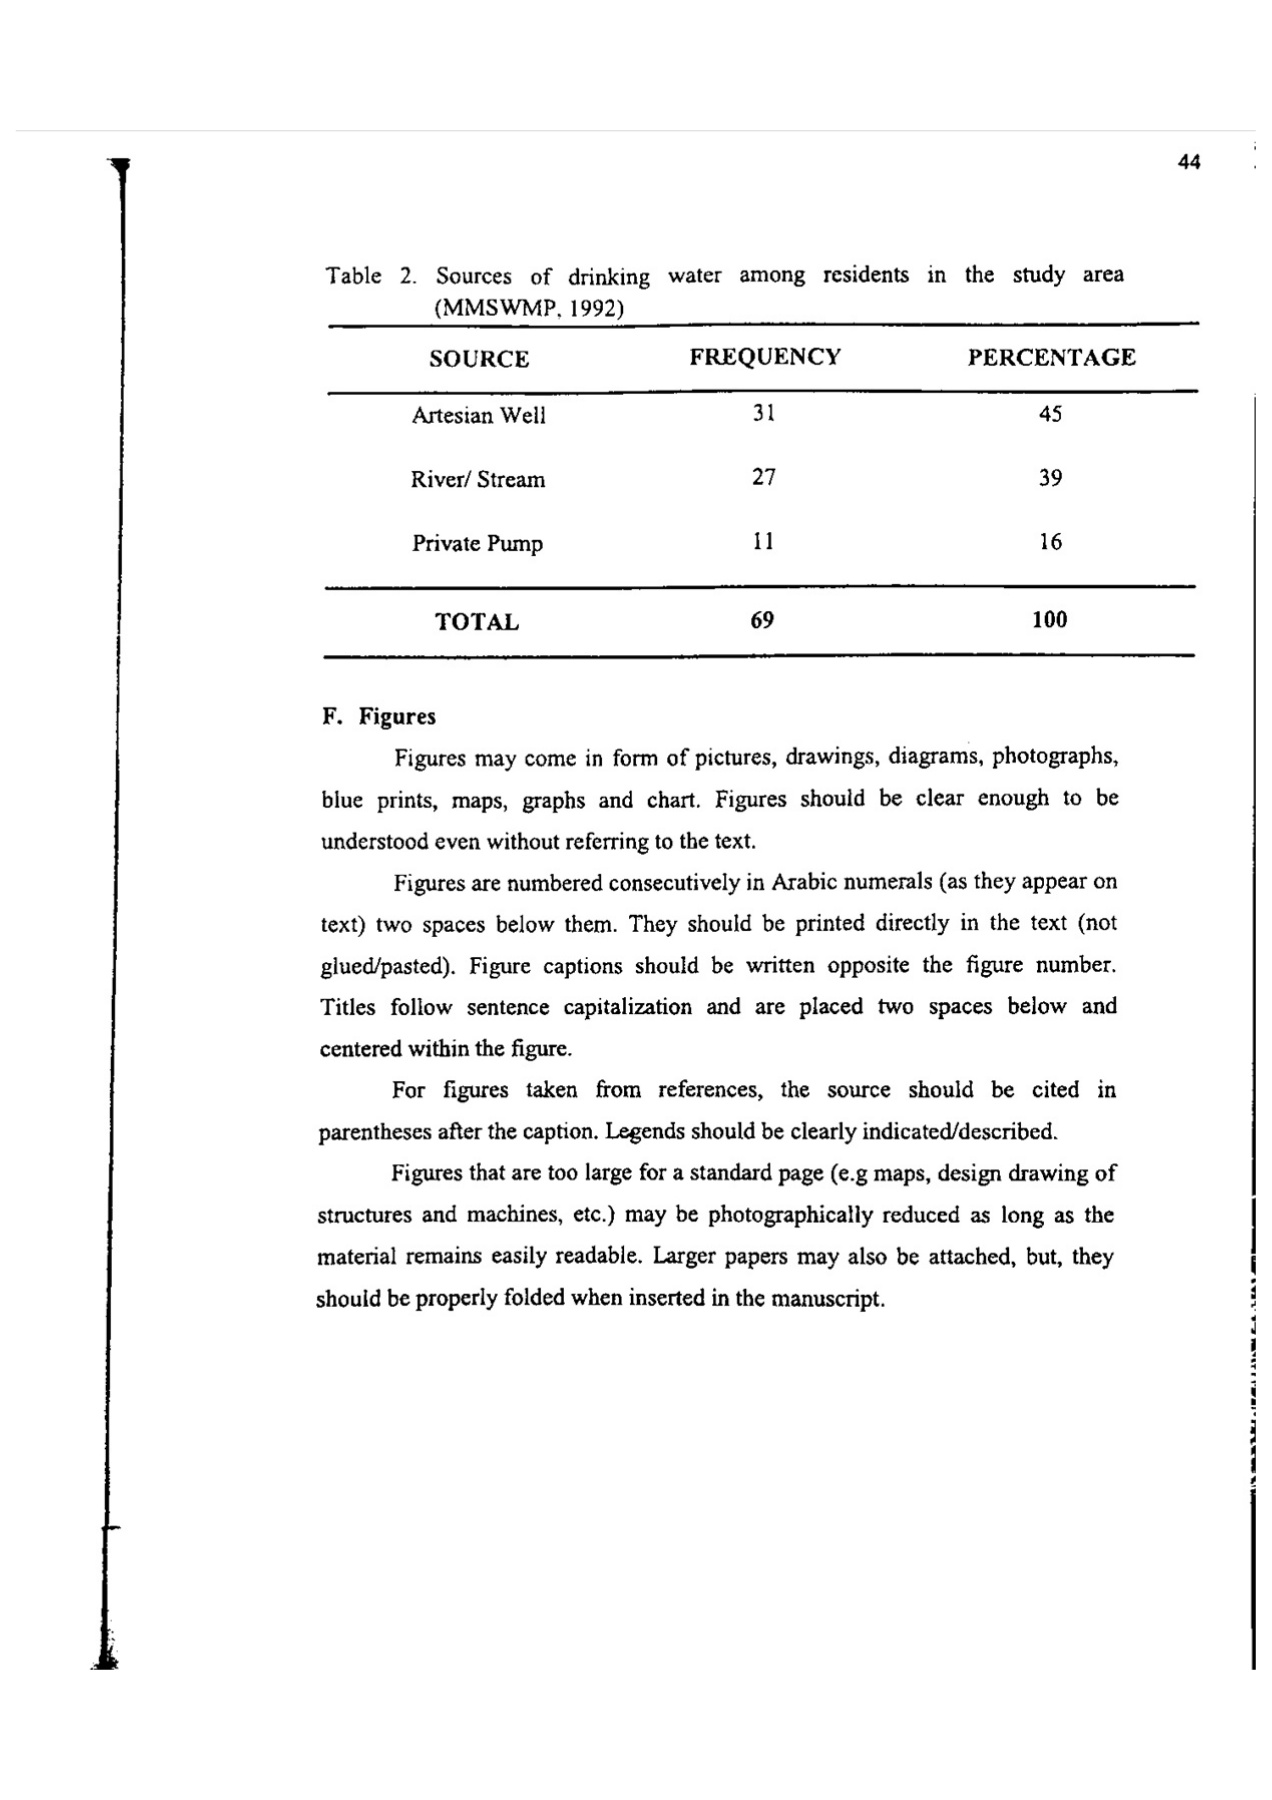 44
Table 2. Sources of drinking water among residents in the study area
(MMSWMP, 1992)
SOURCE FREQUENCY PERCENTAGE
Artesian Well 31 45
River/ Stream 27 39
Private Pump 11 16
TOTAL 69 100
F. Figures
Figures may come in form of pictures, drawings, diagrams, photographs,
blue prints, maps, graphs and chart. Figures should be clear enough to be
understood even without referring to the text.
Figures are numbered consecutively in Arabic numerals (as they appear on
text) two spaces below them. They should be printed directly in the text (not
glued/pasted). Figure captions should be written opposite the figure number.
Titles follow sentence capitalization and are placed two spaces below and
centered within the figure.
For figures taken from references, the source should be cited in
parentheses after the caption. Legends should be clearly indicated/described.
Figures that are too large for a standard page (e.g maps, design drawing of
structures and machines, etc.) may be photographically reduced as long as the
material remains easily readable. Larger papers may also be attached, but, they
should be properly folded when inserted in the manuscript.